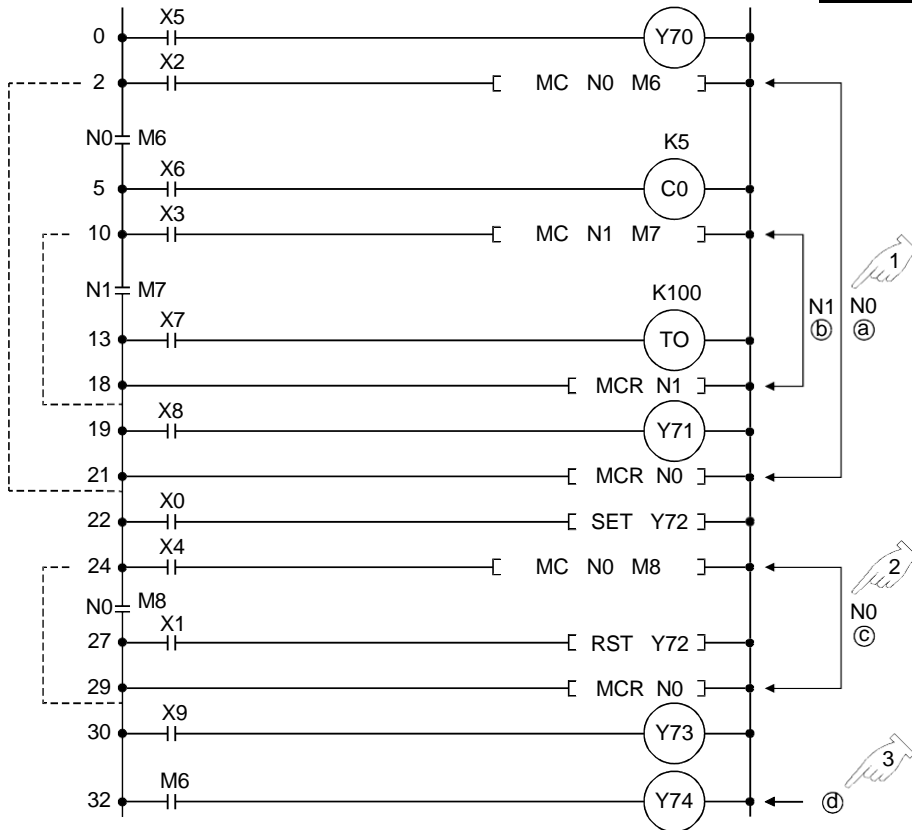 X5
0 Y70
X2
2 MC N0 M6
N0 M6
K5
X6
5 C0
X3
10 MC N1 M7
1
N1 M7
K100
N1 N0
ⓑ ⓐ
X7
13 TO
18 MCR N1
X8
19 Y71
21 MCR N0
X0
22 SET Y72
X4
24 MC N0 M8
2
N0 M8
N0
ⓒ
X1
27 RST Y72
29 MCR N0
X9
30 Y73
3
M6
32 Y74 ⓓ